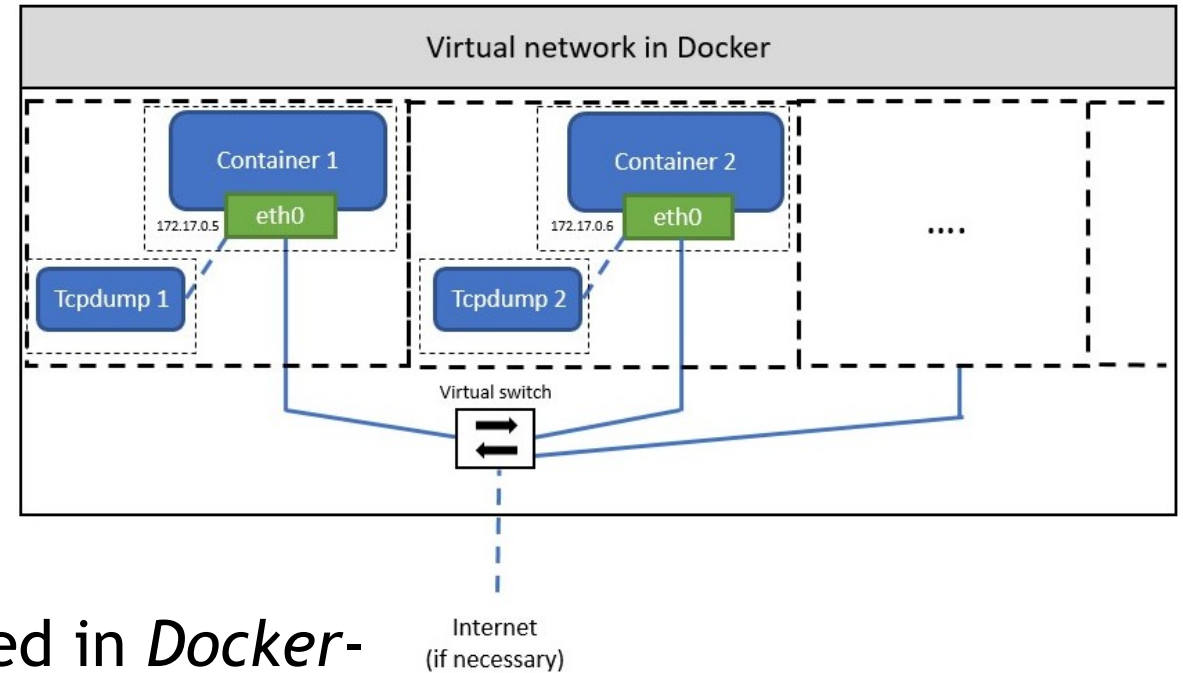 Virtual network in Docker
Container 1
eth0
172.17.0.5
Tcpdump 1
Container 2
eth0
172.17.0.6
Tcpdump 2
....
Virtual switch
Internet
(if necessary)
ed in Docker-